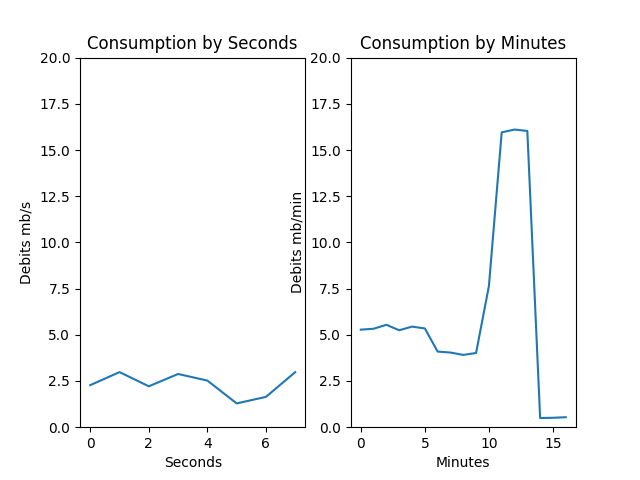 Consumption by Seconds
20.0
17.5
15.0
12.5
10.0
7.5
5.0
2.5
0.0
Debits mb/s
0 2 4 6
Seconds
Consumption by Minutes
20.0
17.5
15.0
12.5
10.0
7.5
5.0
2.5
0.0
Debits mb/min
0 5 10 15
Minutes